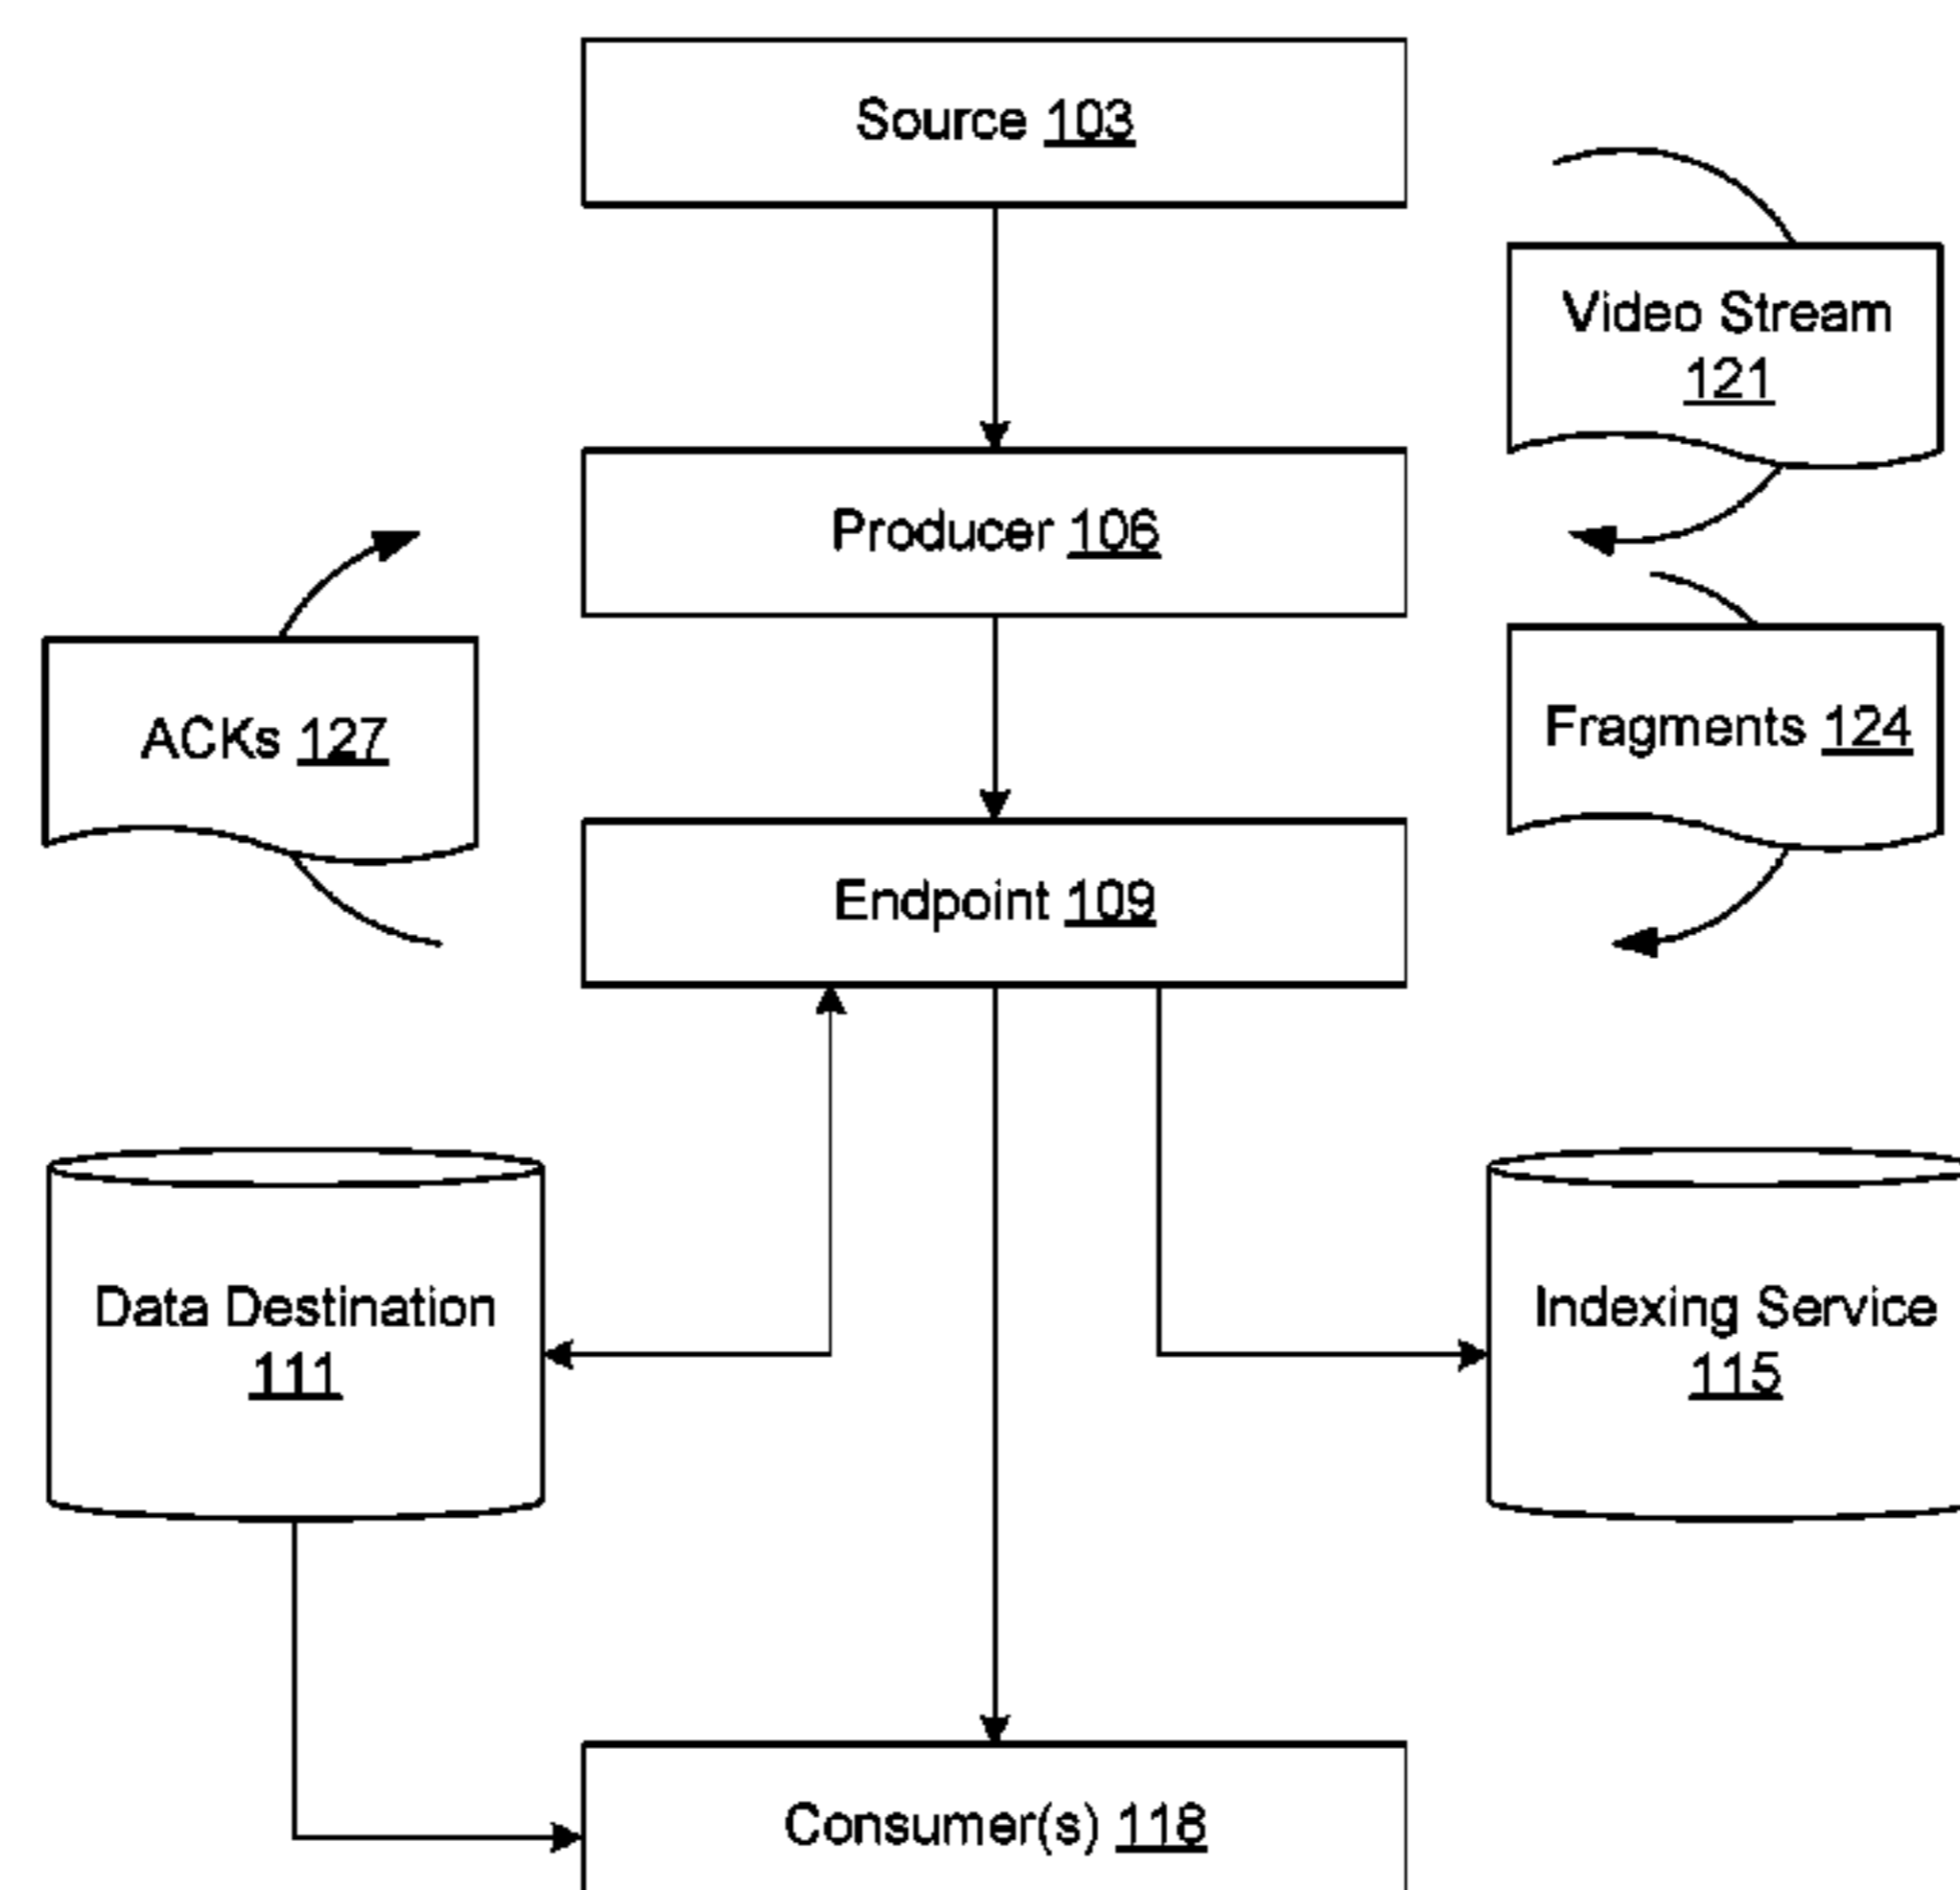 Source 103
Video Stream
121
Producer 106
ACKs 127
Fragments 124
Endpoint 109
Data Destination
111
Indexing Service
115
Consumer(s) 118